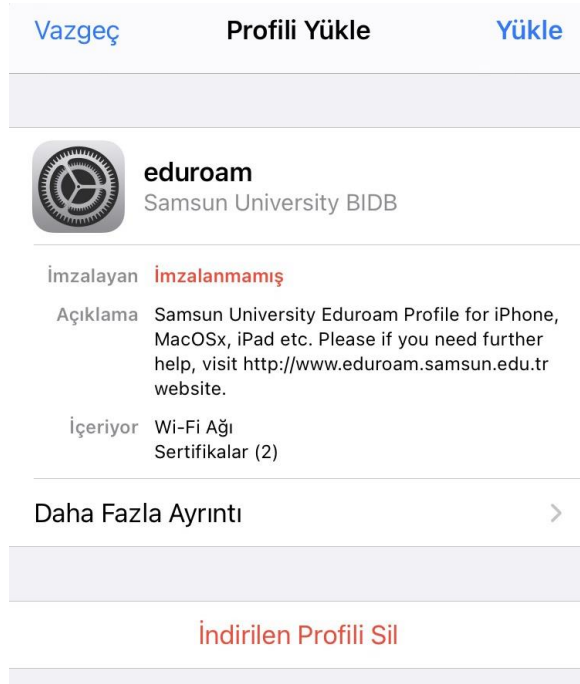 Vazgeç Profili Yükle Yükle
eduroam
Samsun University BIDB
İmzalayan İmzalanmamış
Açıklama Samsun University Eduroam Profile for iPhone,
MacOSx, iPad etc. Please if you need further
help, visit http://www.eduroam.samsun.edu.tr
website.
İçeriyor Wi-Fi Ağı
Sertifikalar (2)
Daha Fazla Ayrıntı
İndirilen Profili Sil